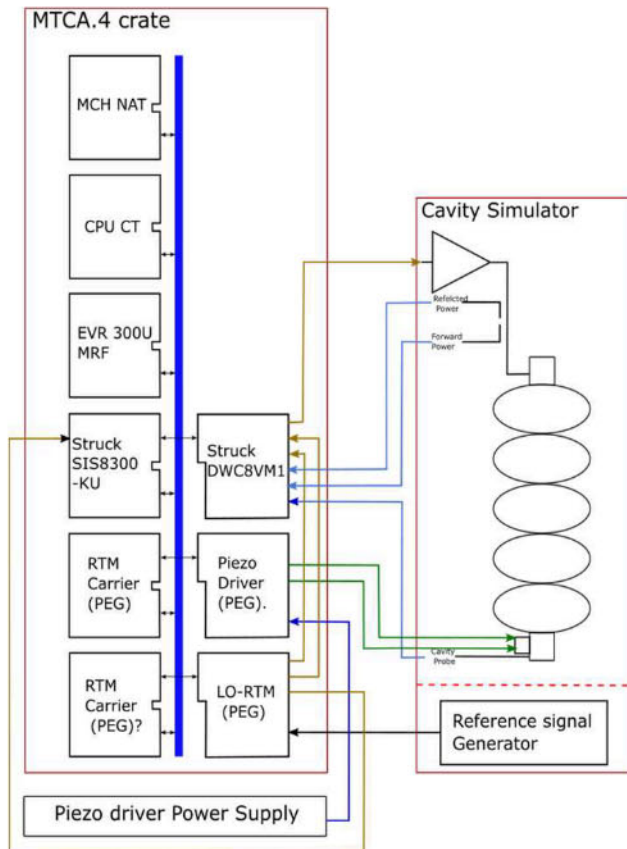 MTCA.4 crate
MCH NAT
CPU CT
EVR 300U
MRF
Struck
SIS8300
-KU
Struck
DWC8VM1
RTM
Carrier
(PEG)
Piezo
Driver
(PEG).
RTM
Carrier
(PEG)?
LO-RTM
(PEG)
Piezo driver Power Supply
Cavity Simulator
Refelcted
Power
Forward
Power
Cavity
Probe
Reference signal
Generator